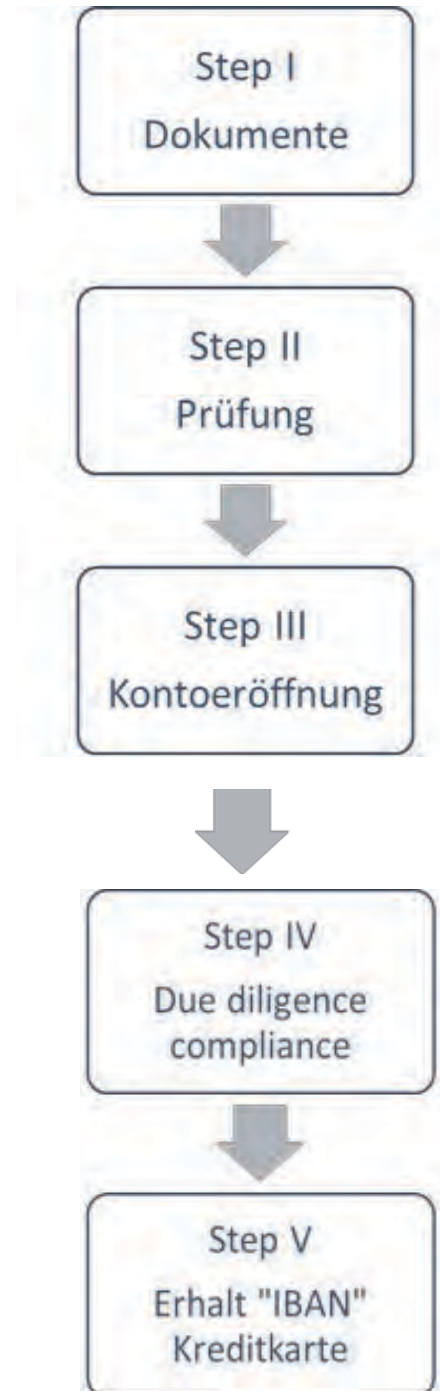 Step I
Dokumente
Step II
Prüfung
Step III
Kontoeröffnung
Step IV
Due diligence
compliance
Step V
Erhalt "IBAN"
Kreditkarte